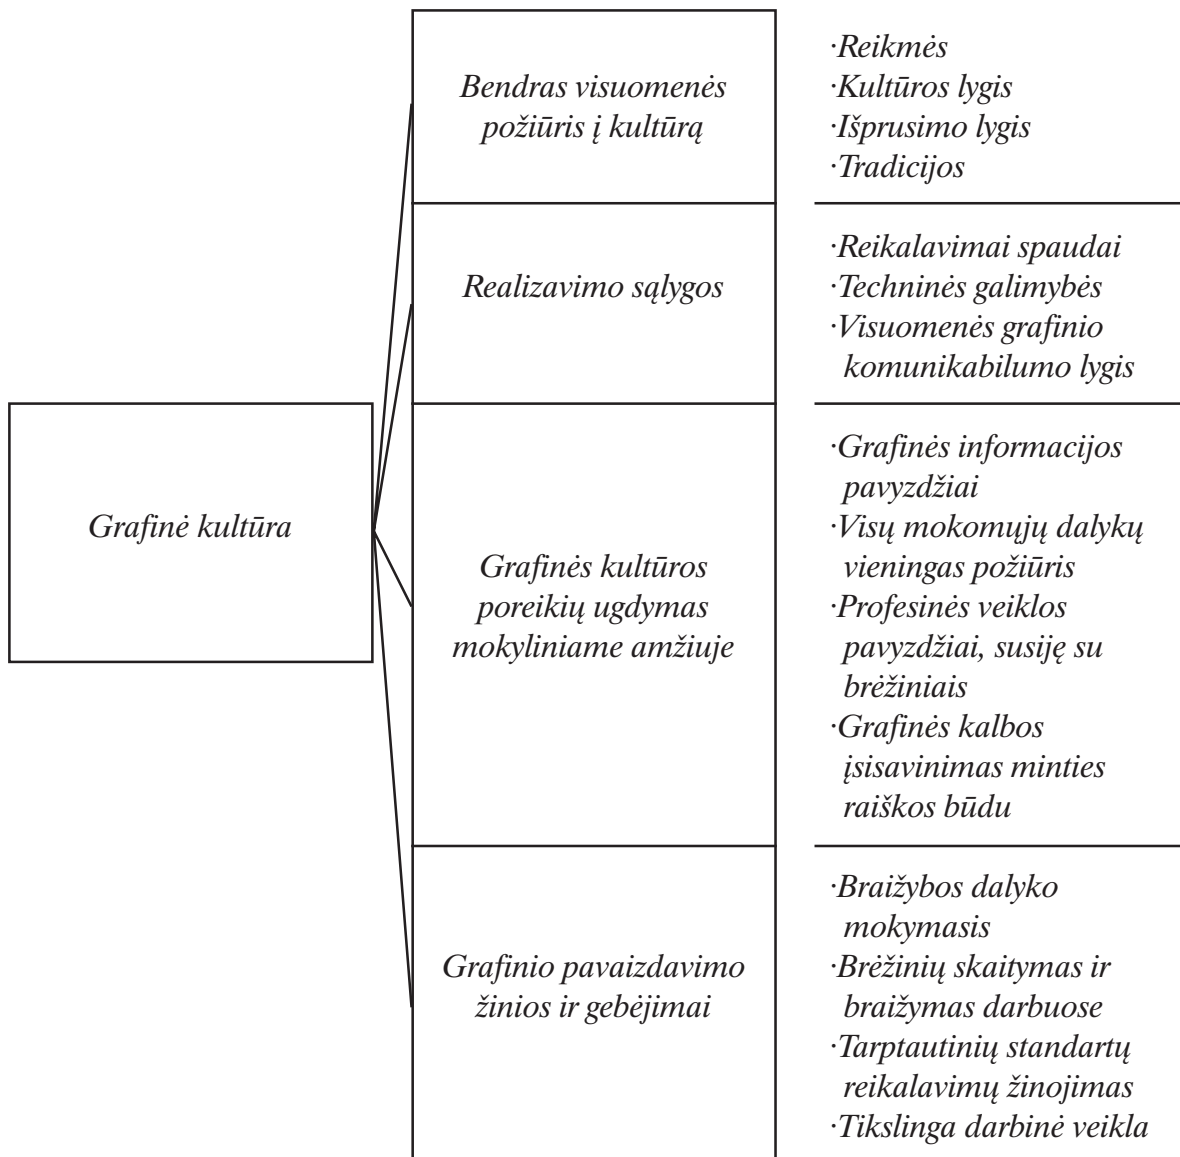 Grafinė kultūra
Bendras visuomenės
požiūris į kultūrą
·Reikmės
·Kultūros lygis
·Išprusimo lygis
·Tradicijos
Realizavimo sąlygos
·Reikalavimai spaudai
·Techninės galimybės
·Visuomenės grafinio
komunikabilumo lygis
Grafinės kultūros
poreikių ugdymas
mokyliniame amžiuje
·Grafinės informacijos
pavyzdžiai
·Visų mokomųjų dalykų
vieningas požiūris
·Profesinės veiklos
pavyzdžiai, susiję su
brėžiniais
·Grafinės kalbos
įsisavinimas minties
raiškos būdu
Grafinio pavaizdavimo
žinios ir gebėjimai
·Braižybos dalyko
mokymasis
·Brėžinių skaitymas ir
braižymas darbuose
·Tarptautinių standartų
reikalavimų žinojimas
·Tikslinga darbinė veikla